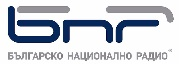 бнр
БЪЛГАРСКО НАЦИОНАЛНО РАДИО®